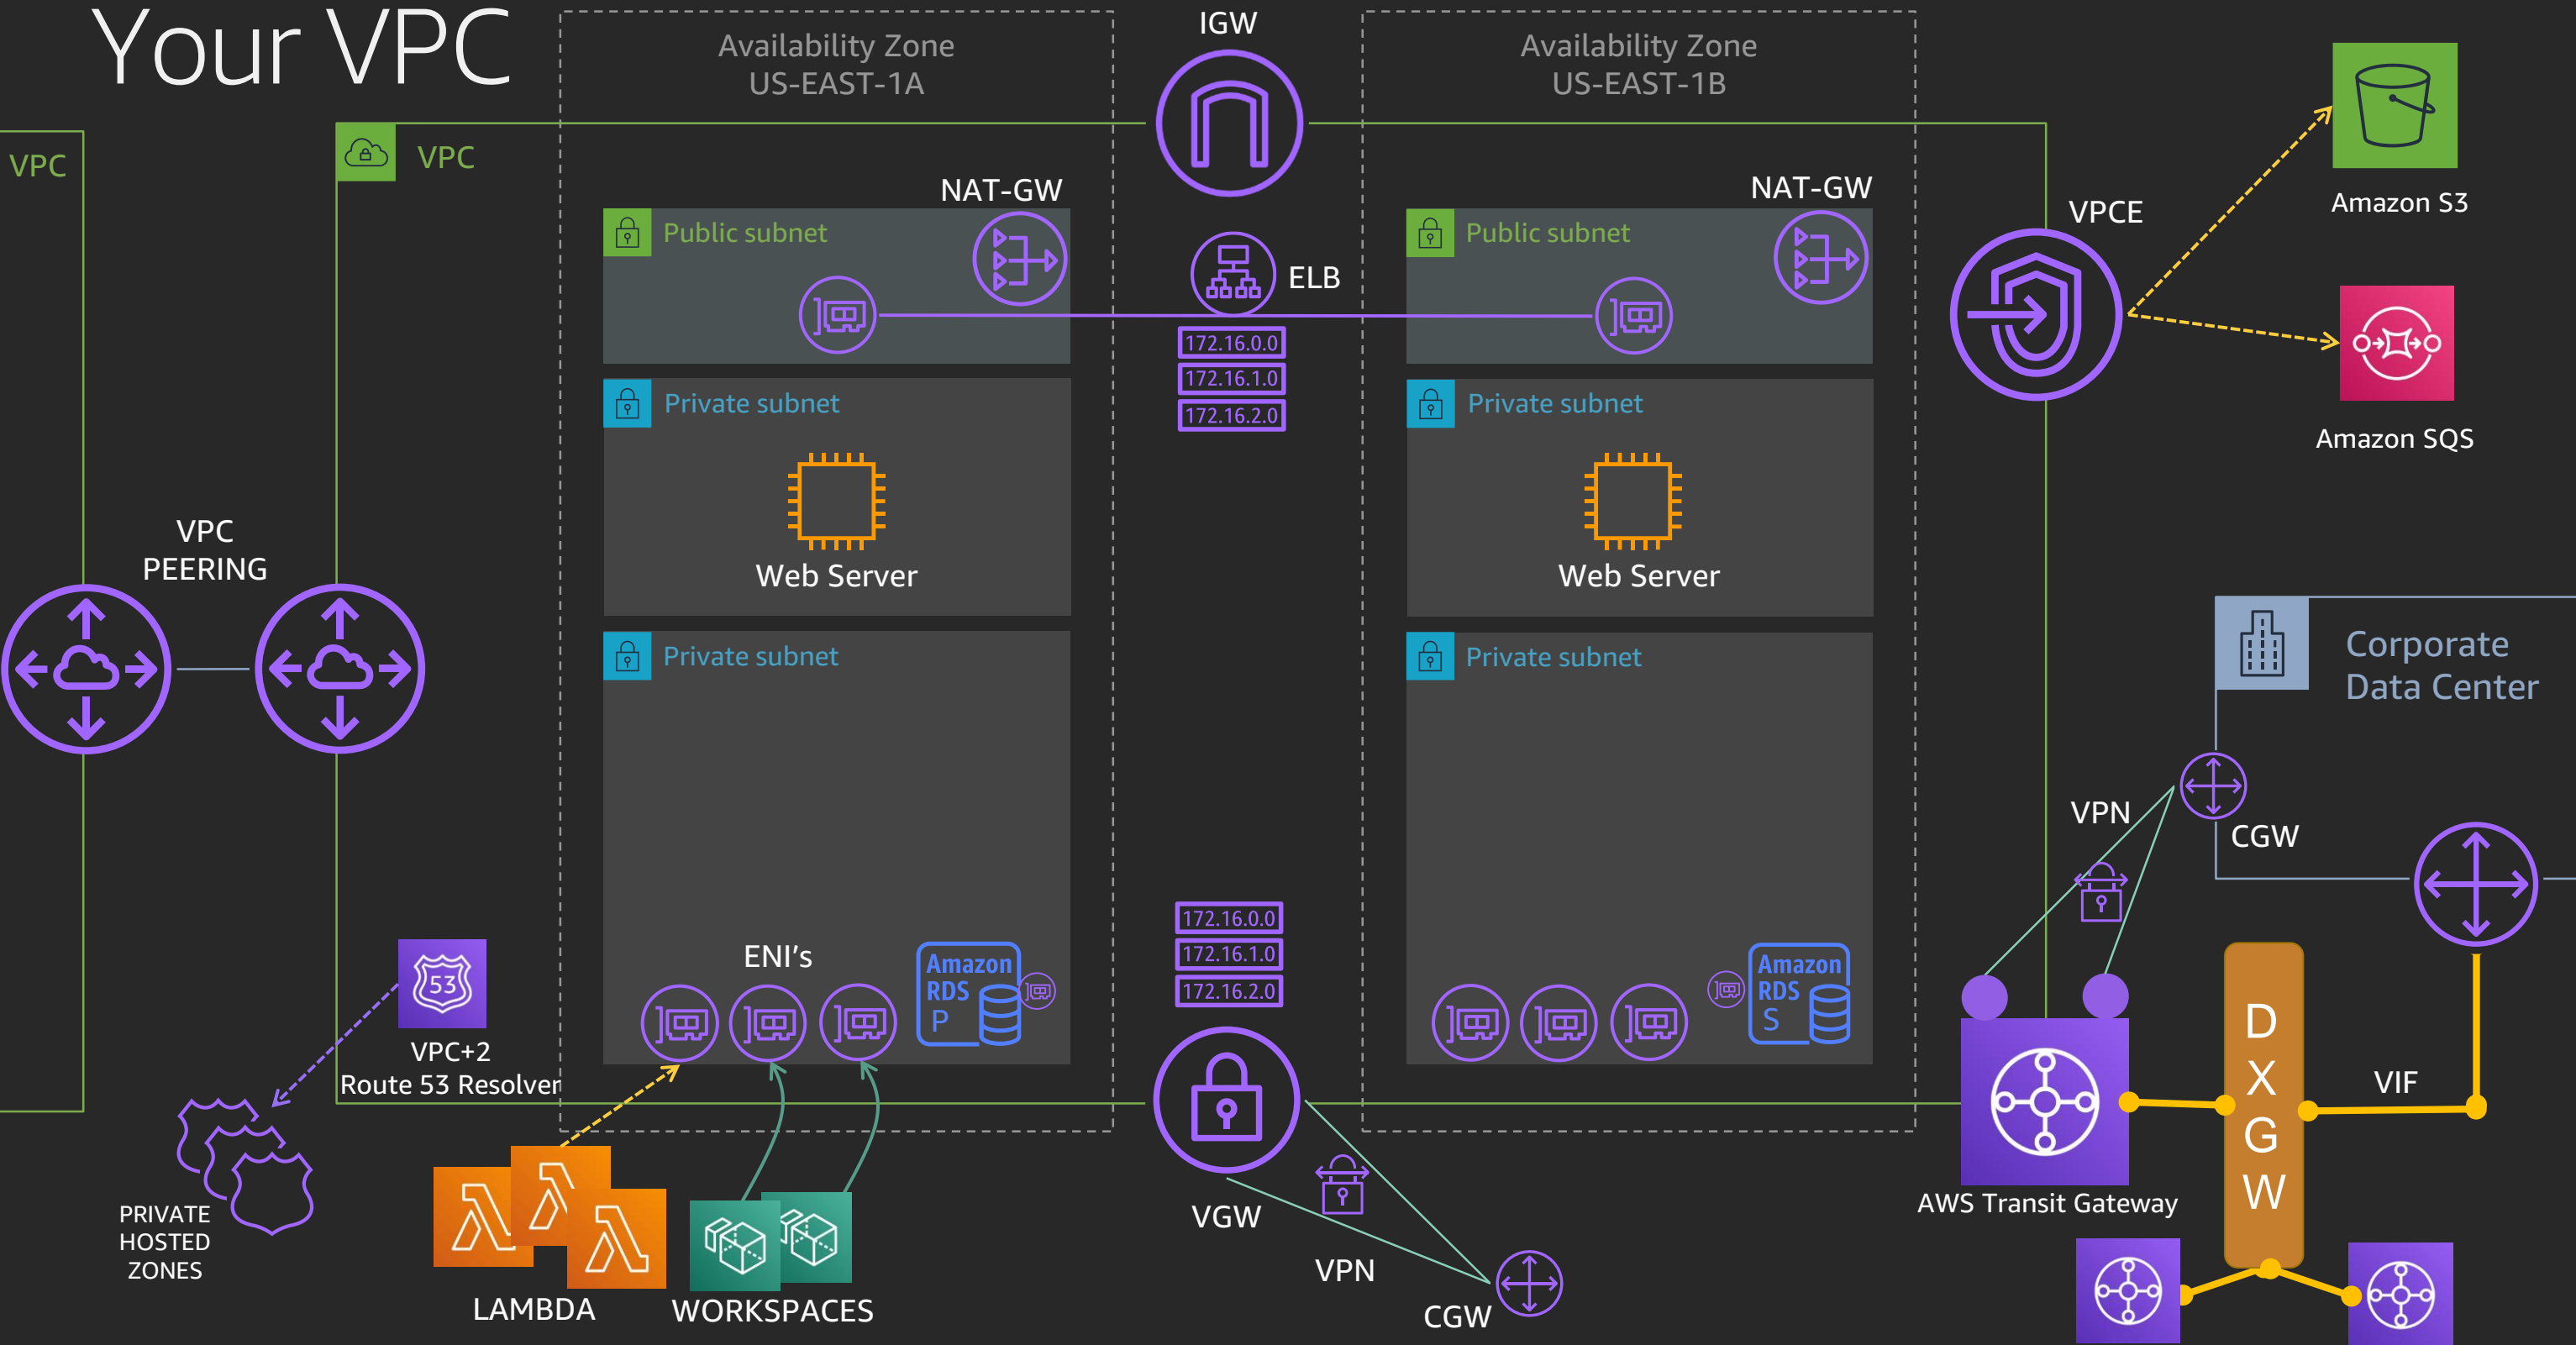 Your VPC
Availability Zone
US-EAST-1A
IGW
Availability Zone
US-EAST-1B
VPC
VPC
NAT-GW
NAT-GW
Public subnet
Public subnet
ELB
VPCE
Amazon S3
172.16.0.0
172.16.1.0
172.16.2.0
Private subnet
Private subnet
Amazon SQS
Web Server
Web Server
VPC
PEERING
Private subnet
Private subnet
Corporate
Data Center
VPN
CGW
172.16.0.0
172.16.1.0
172.16.2.0
ENI's
Amazon
RDS
P
Amazon
RDS
S
53
VPC+2
Route 53 Resolver
D
X
G
W
VIF
AWS Transit Gateway
PRIVATE
HOSTED
ZONES
VGW
VPN
CGW
LAMBDA
WORKSPACES